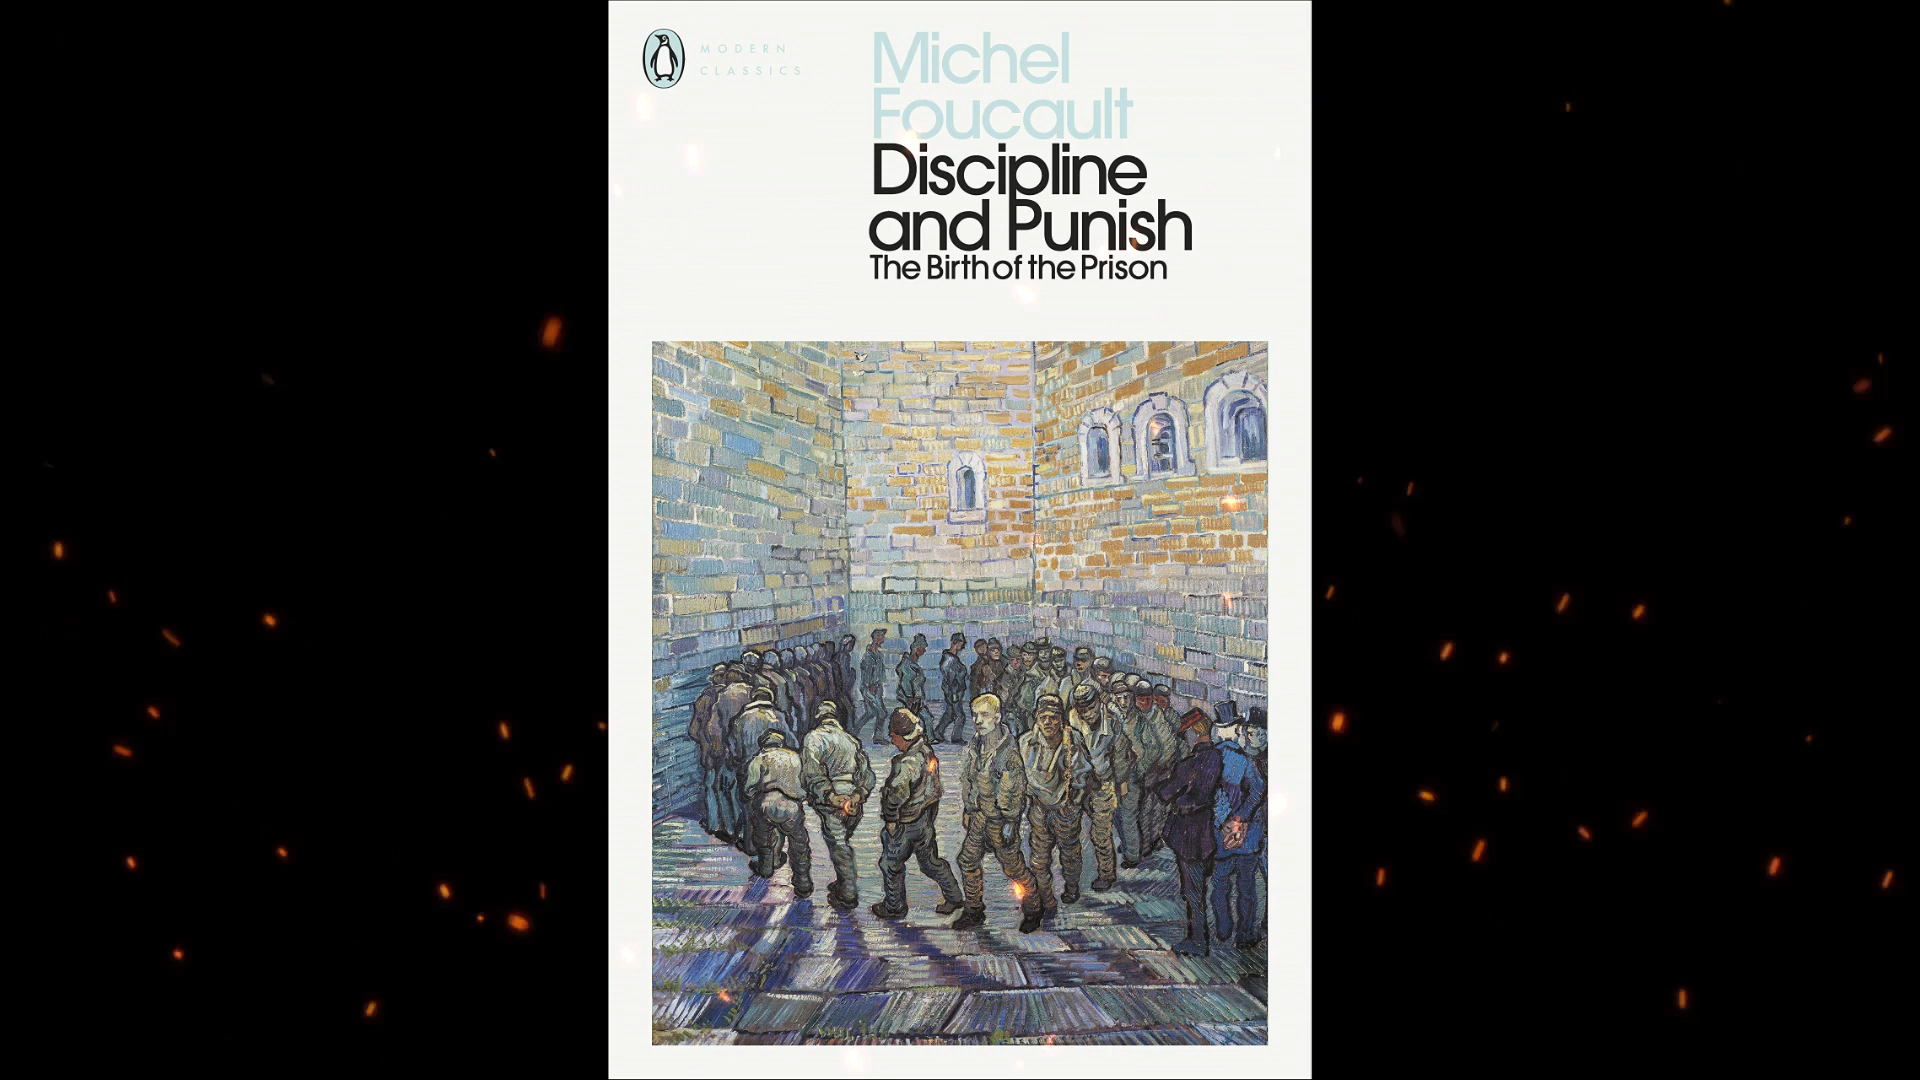 MODERN
CLASSICS
Michel
Foucault
Discipline
and Punish
The Birth of the Prison